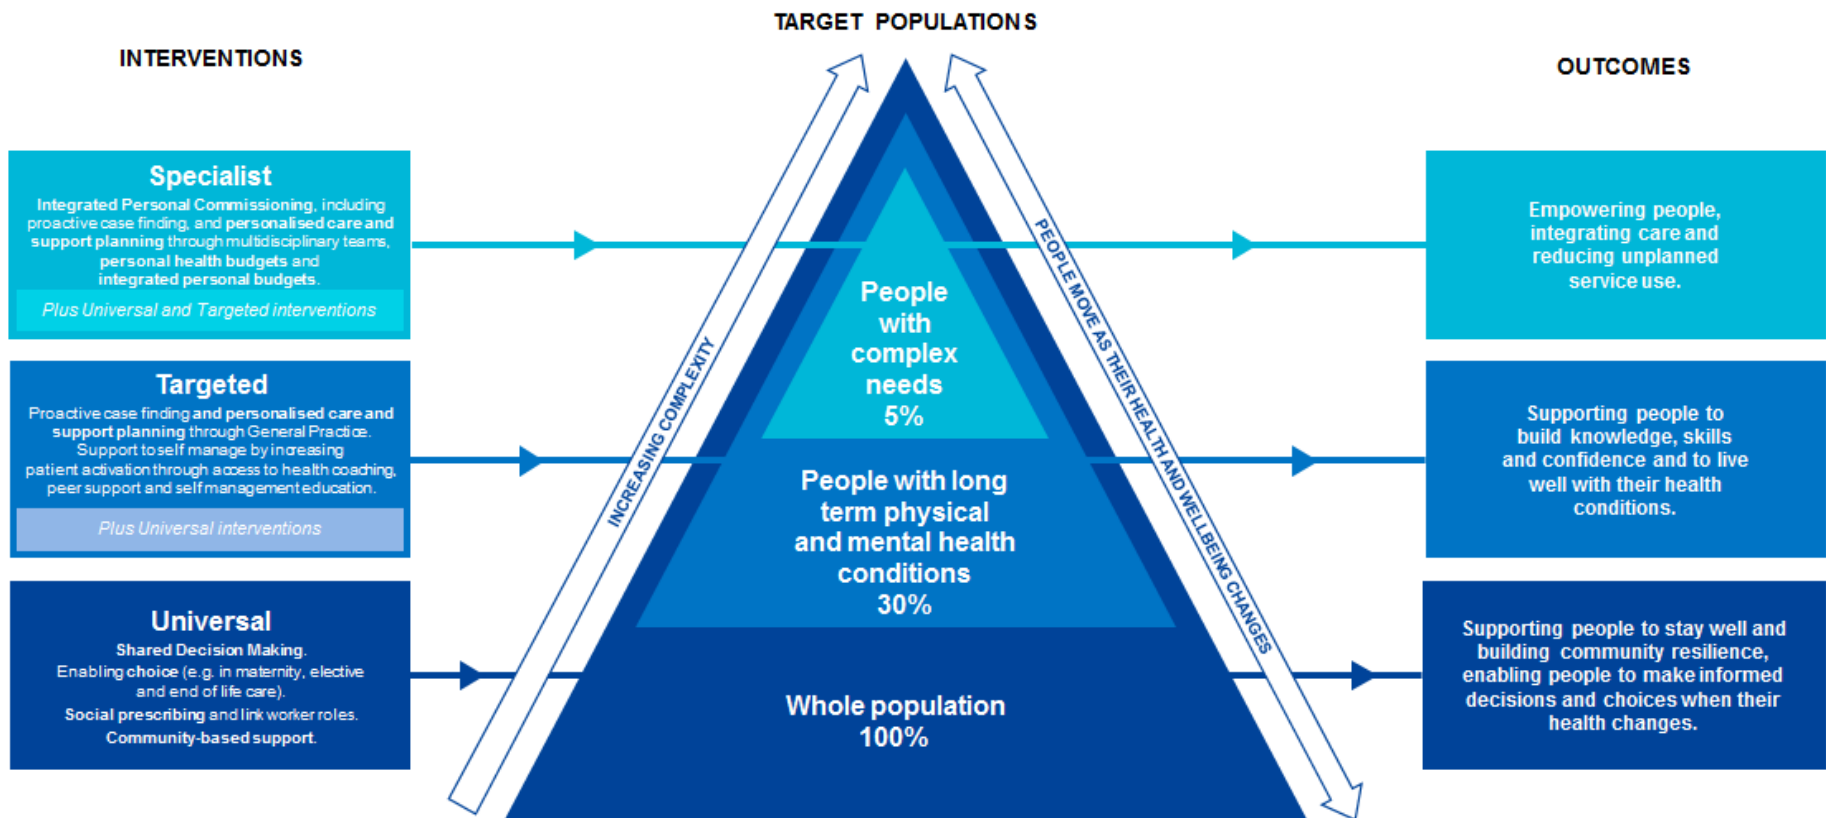 TARGET POPULATIONS
INTERVENTIONS
OUTCOMES
Specialist
Integrated Personal Commissioning, including
proactive case finding, and personalised care and
support planning through multidisciplinary teams,
personal health budgets and
integrated personal budgets.
Plus Universal and Targeted interventions
Targeted
Proactive case finding and personalised care and
support planning through General Practice.
Support to self manage by increasing
patient activation through access to health coaching,
peer support and self management education.
Plus Universal interventions
Universal
Shared Decision Making.
Enabling choice (e.g. in maternity, elective
and end of life care).
Social prescribing and link worker roles.
Community-based support.
INCREASING COMPLEXITY
People
with
complex
needs
5%
People with long
term physical
and mental health
conditions
30%
Whole population
100%
PEOPLE MOVE AS THEIR HEALTH AND WELLBEING CHANGES
Empowering people,
integrating care and
reducing unplanned
service use.
Supporting people to
build knowledge, skills
and confidence and to live
well with their health
conditions.
Supporting people to stay well and
building community resilience,
enabling people to make informed
decisions and choices when their
health changes.